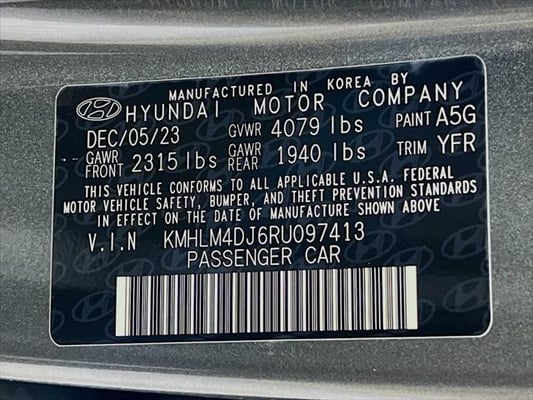 MANUFACTURED IN KOREA BY
HYUNDAI MOTOR COMPANY
DEC/05/23 GVWR 4079 lbs PAINT A5G
GAWR FRONT 2315 lbs GAWR REAR 1940 lbs TRIM YFR
THIS VEHICLE CONFORMS TO ALL APPLICABLE U.S.A. FEDERAL
MOTOR VEHICLE SAFETY, BUMPER, AND THEFT PREVENTION STANDARDS
IN EFFECT ON THE DATE OF MANUFACTURE SHOWN ABOVE.
V.I.N KMHLM4DJ6RU097413
PASSENGER CAR